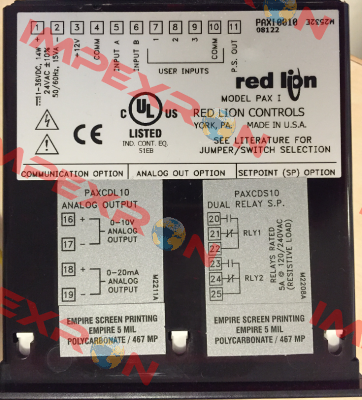 PAXI0010
08122
M2532E
1 2 3 4 5 6 7 8 9 10 11
11-36VDC, 14W +
24VAC ±10% -
50/60Hz, 15VA
+12V
COMM
INPUT A
INPUT B
1
2
3
COMM
P.S. OUT
USER INPUTS
red lion
MODEL PAX I
RED LION CONTROLS
YORK, PA. MADE IN U.S.A.
SEE LITERATURE FOR
JUMPER/SWITCH SELECTION
C UL US
LISTED
IND. CONT. EQ.
51EB
CE
COMMUNICATION OPTION
ANALOG OUT OPTION
SETPOINT (SP) OPTION
PAXCDL10
ANALOG OUTPUT
16 + 0-10V
ANALOG
17 - OUTPUT
18 + 0-20mA
ANALOG
19 - OUTPUT
M2211A
EMPIRE SCREEN PRINTING
EMPIRE 5 MIL
POLYCARBONATE / 467 MP
PAXCDS10
DUAL RELAY S.P.
20
21 RLY1
22
23
24 RLY2
25
RELAYS RATED
5A @ 120/240VAC
(RESISTIVE LOAD)
M2208A
EMPIRE SCREEN PRINTING
EMPIRE 5 MIL
POLYCARBONATE / 467 MP
IMPEXRON